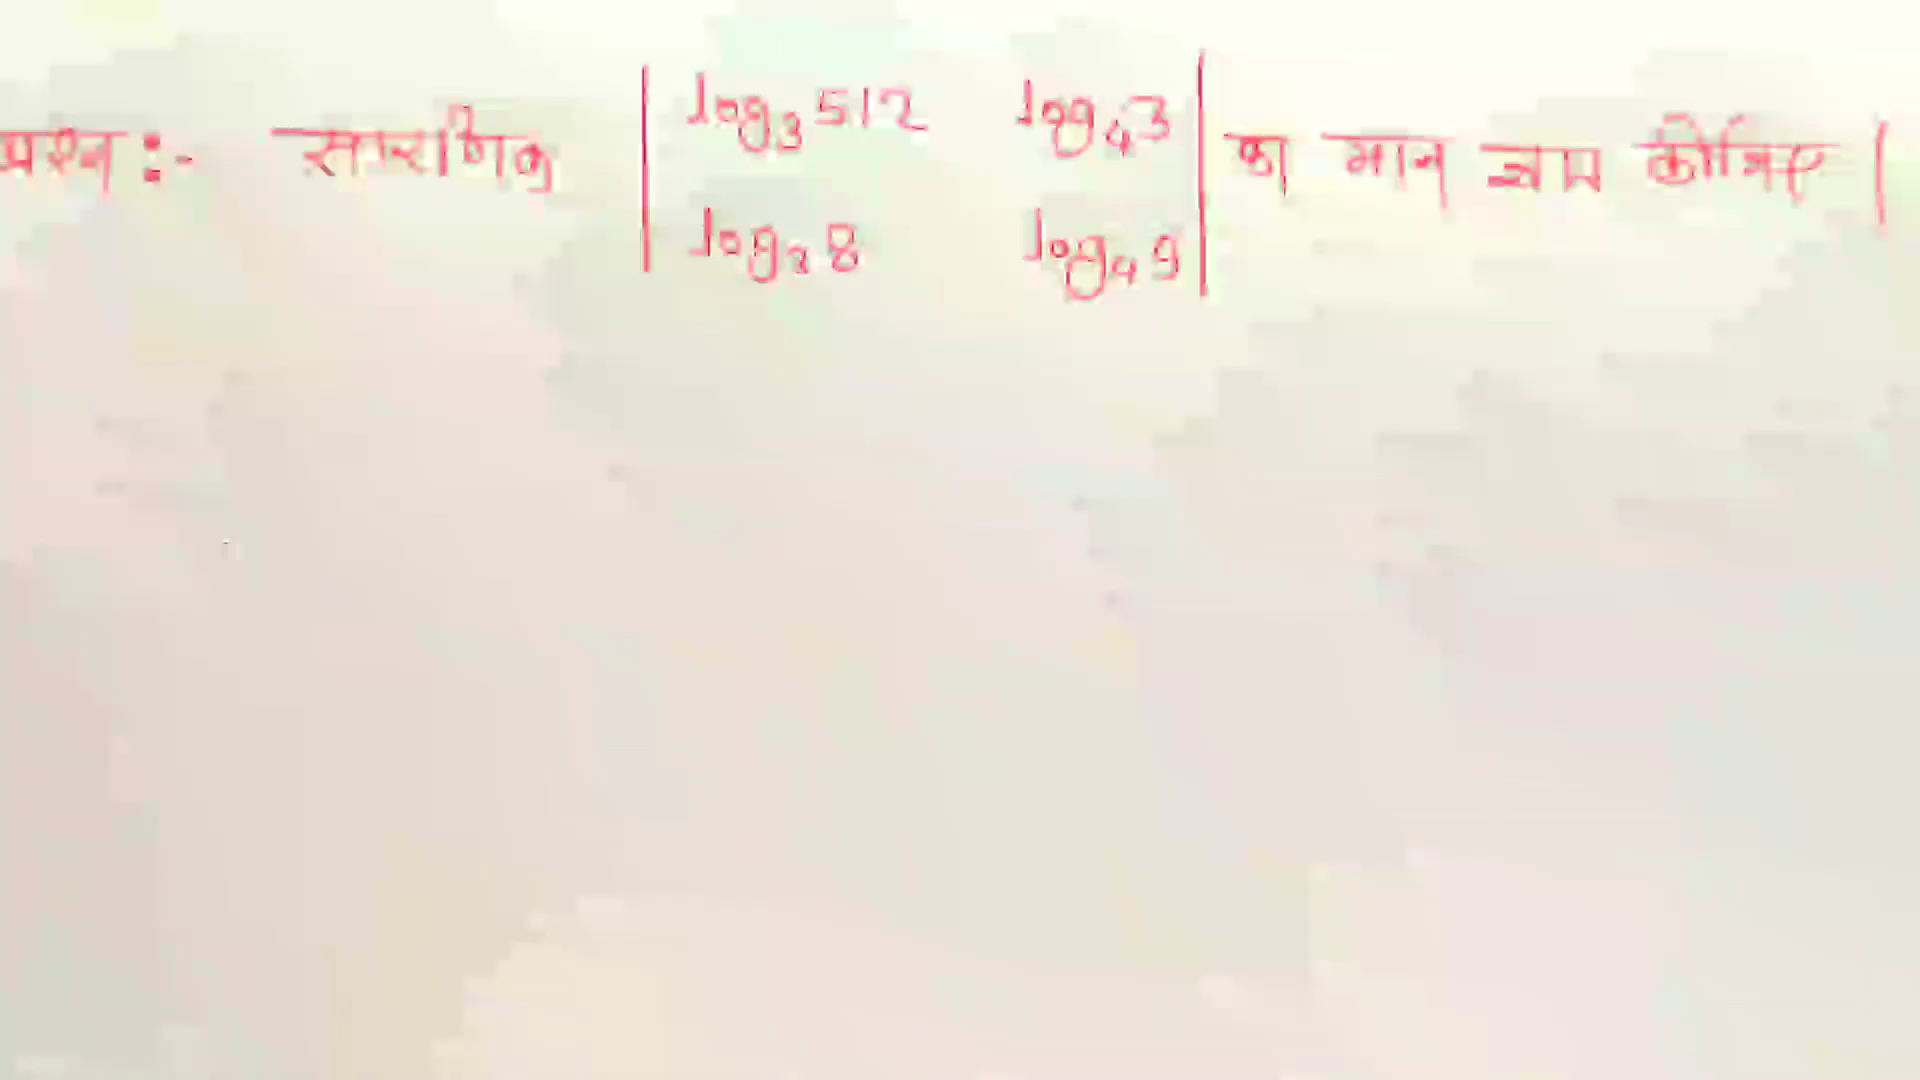 प्रश्न :- सारणिक | log₃512 log₄3 | का मान ज्ञात कीजिए |
| log₃8 log₄9 |